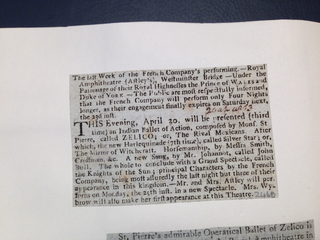 The last Week of the French Company's performing.—Royal
Amphitheatre (Astley's), Westminster Bridge.—Under the
Patronage of their Royal Highnesses the Prince of WALES and
Duke of YORK.—The Public are most respectfully informed,
that the French Company will perform only Four Nights
longer, as their engagement finally expires on Saturday next,
the 23d inst.
THIS Evening, April 20, will be presented (third
time) an Indian Ballet of Action, composed by Monf. St.
Pierre, called ZELICO; or, The Rival Mexicans. After
which, the new Harlequinade (7th time), called Silver Star; or,
The Mirror of Witchcraft. Horsemanship, by Messrs. Smith,
Crossman, &c. A new Song, by Mr. Johannot, called John
Bull. The whole to conclude with a Grand Spectacle, called
the Knights of the Sun; principal Characters by the French
Company, being most assuredly the last night but three of their
appearance in this kingdom.—Mr. and Mrs. Astley will per
appearance on Monday, the 25th inst. in a new Spectacle. Mrs. Wy-
brow will also make her first appearance at this Theatre.
St. Pierre's admirable Operatical Ballet of Zelico is